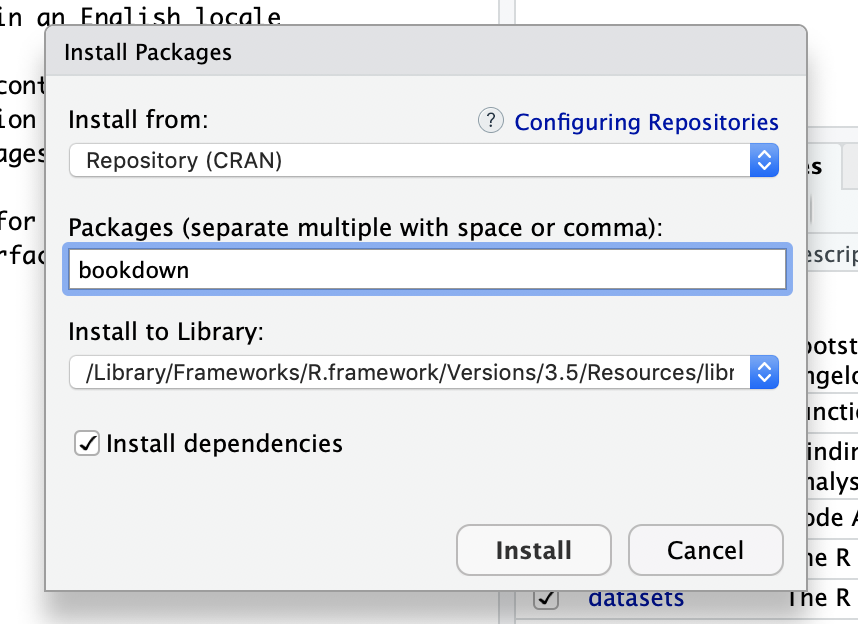 in an English locale
Install Packages
Install from:
? Configuring Repositories
Repository (CRAN)
Packages (separate multiple with space or comma):
bookdown
Install to Library:
/Library/Frameworks/R.framework/Versions/3.5/Resources/libr
Install dependencies
Install
Cancel
for
datasets
The R